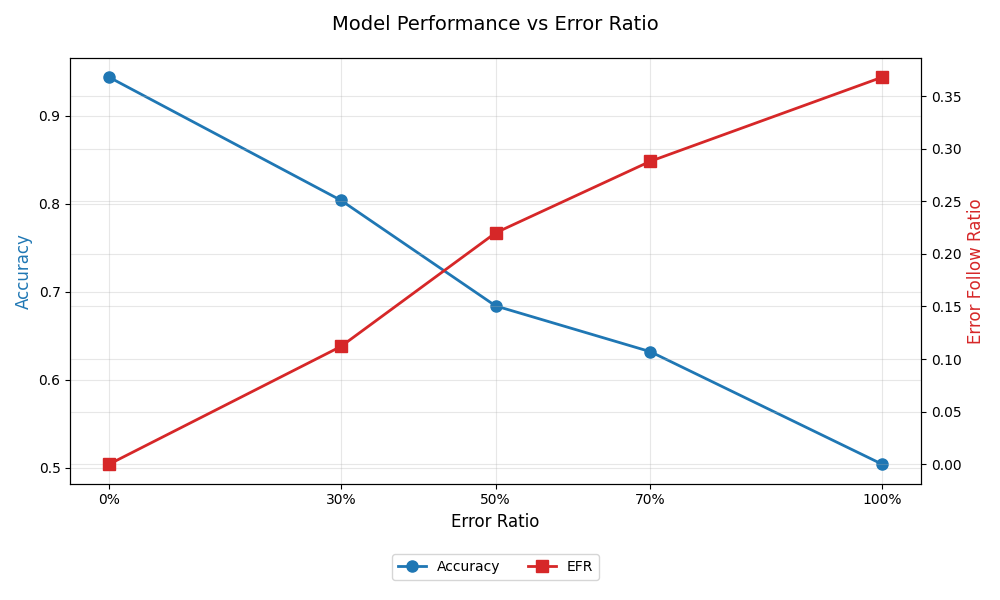 Model Performance vs Error Ratio
Accuracy
0.9
0.8
0.7
0.6
0.5
0.35
0.30
0.25
0.20
0.15
0.10
0.05
0.00
Error Follow Ratio
0% 30% 50% 70% 100%
Error Ratio
Accuracy EFR